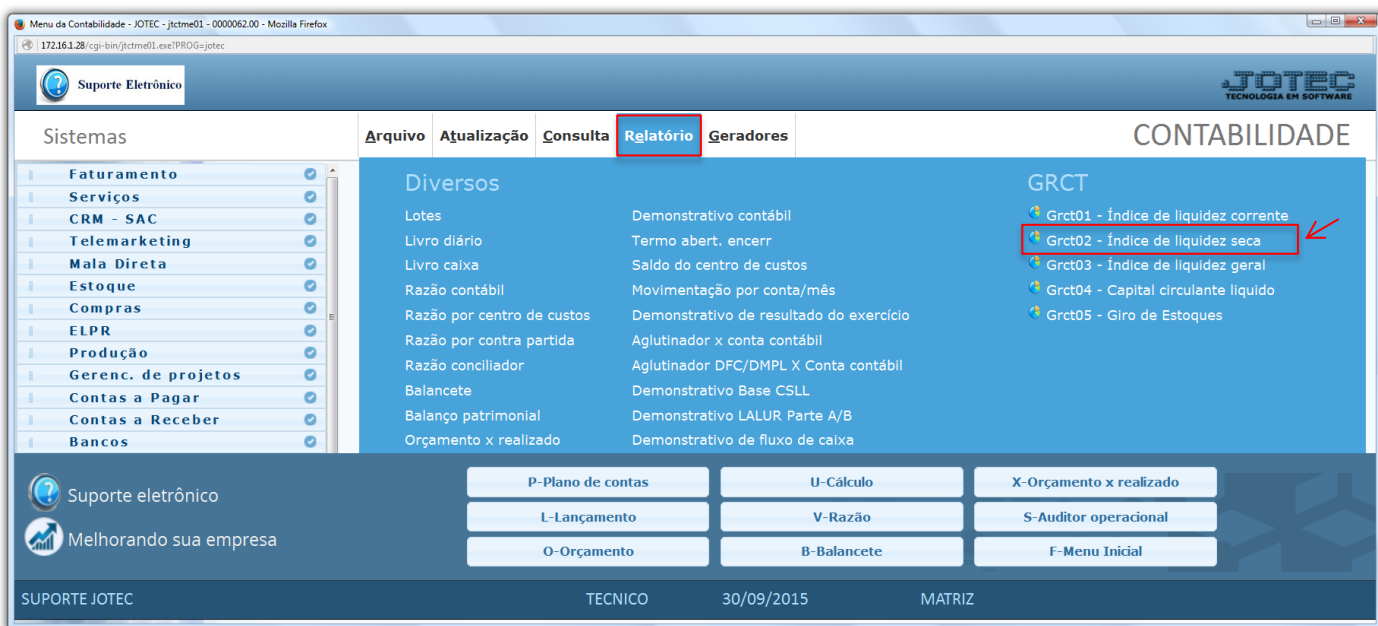 Menu da Contabilidade - JOTEC - jtctme01 - 0000062.00 - Mozilla Firefox
172.16.1.28/cgi-bin/jtctme01.exe?PROG=jotec
Suporte Eletrônico
JOTEC
TECNOLOGIA EM SOFTWARE
Sistemas
Arquivo Atualização Consulta Relatório Geradores
CONTABILIDADE
Faturamento
Serviços
CRM - SAC
Telemarketing
Mala Direta
Estoque
Compras
ELPR
Produção
Gerenc. de projetos
Contas a Pagar
Contas a Receber
Bancos
Diversos
Lotes
Livro diário
Livro caixa
Razão contábil
Razão por centro de custos
Razão por contra partida
Razão conciliador
Balancete
Balanço patrimonial
Orçamento x realizado
Demonstrativo contábil
Termo abert. encerr
Saldo do centro de custos
Movimentação por conta/mês
Demonstrativo de resultado do exercício
Aglutinador x conta contábil
Aglutinador DFC/DMPL X Conta contábil
Demonstrativo Base CSLL
Demonstrativo LALUR Parte A/B
Demonstrativo de fluxo de caixa
GRCT
Grct01 - Índice de liquidez corrente
Grct02 - Índice de liquidez seca
Grct03 - Índice de liquidez geral
Grct04 - Capital circulante liquido
Grct05 - Giro de Estoques
Suporte eletrônico
Melhorando sua empresa
P-Plano de contas
U-Cálculo
X-Orçamento x realizado
L-Lançamento
V-Razão
S-Auditor operacional
O-Orçamento
B-Balancete
F-Menu Inicial
SUPORTE JOTEC
TECNICO
30/09/2015
MATRIZ